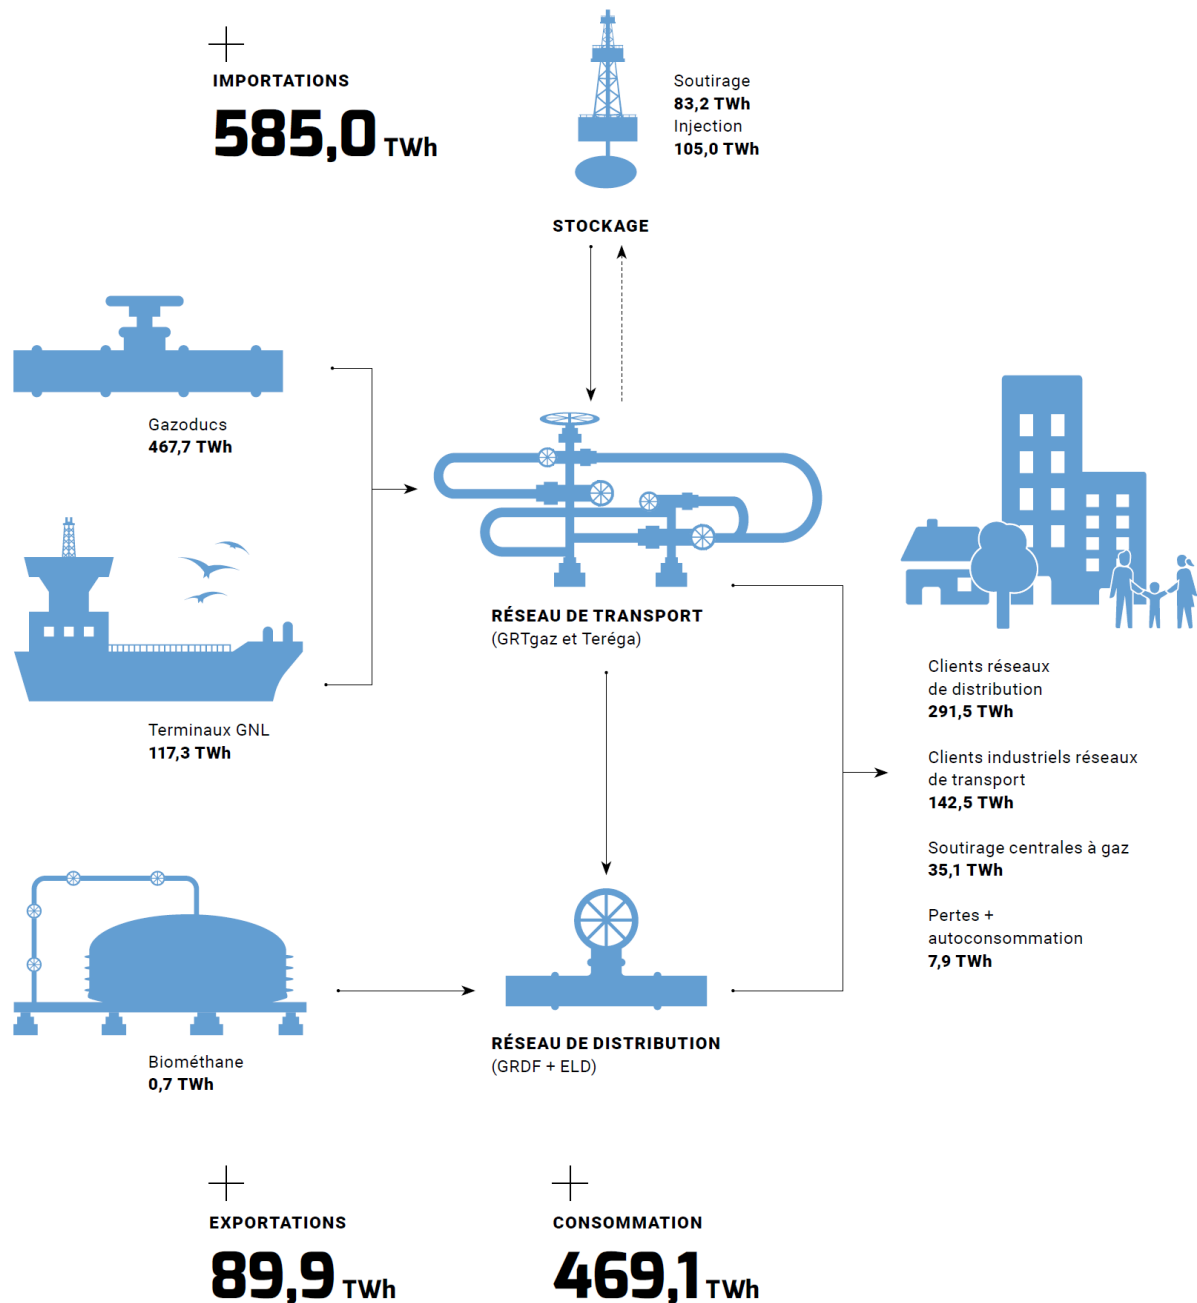 IMPORTATIONS
585,0 TWh
Soutirage
83,2 TWh
Injection
105,0 TWh
STOCKAGE
Gazoducs
467,7 TWh
RÉSEAU DE TRANSPORT
(GRTgaz et Teréga)
Terminaux GNL
117,3 TWh
Clients réseaux
de distribution
291,5 TWh
Clients industriels réseaux
de transport
142,5 TWh
Soutirage centrales à gaz
35,1 TWh
Pertes +
autoconsommation
7,9 TWh
Biométhane
0,7 TWh
RÉSEAU DE DISTRIBUTION
(GRDF + ELD)
EXPORTATIONS
89,9 TWh
CONSOMMATION
469,1 TWh